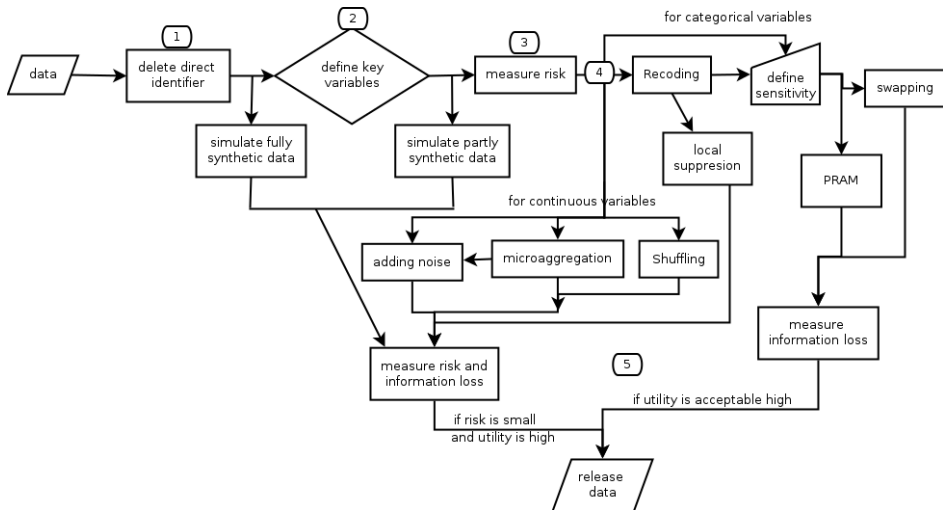 for categorical variables
1
2
3
4
data
delete direct
identifier
define key
variables
measure risk
Recoding
define
sensitivity
swapping
simulate fully
synthetic data
simulate partly
synthetic data
local
suppresion
PRAM
for continuous variables
adding noise
microaggregation
Shuffling
measure
information loss
measure risk and
information loss
5
if utility is acceptable high
if risk is small
and utility is high
release
data